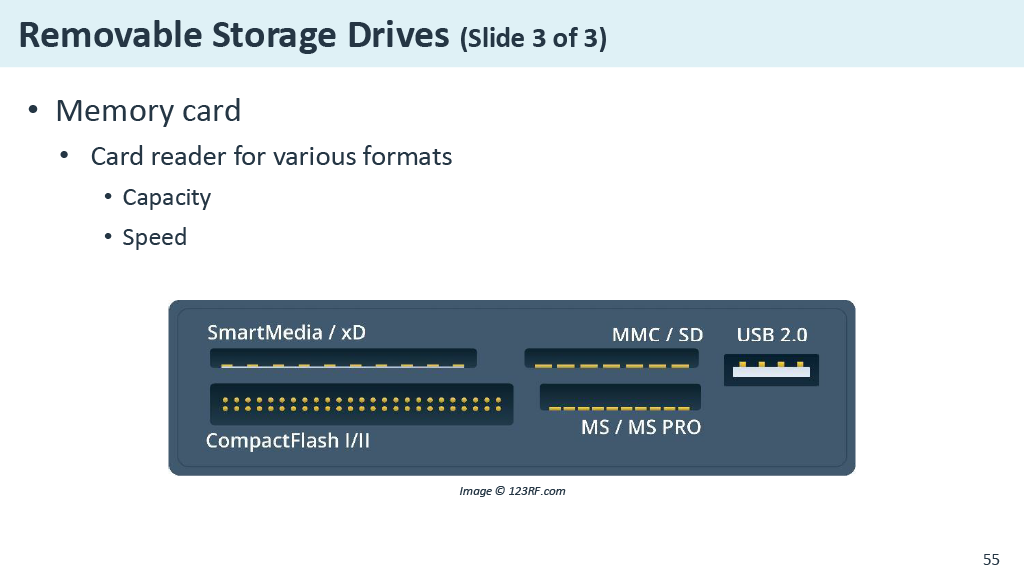 Removable Storage Drives (Slide 3 of 3)
• Memory card
• Card reader for various formats
• Capacity
• Speed
SmartMedia / xD
MMC / SD
USB 2.0
CompactFlash I/II
MS / MS PRO
Image © 123RF.com
55